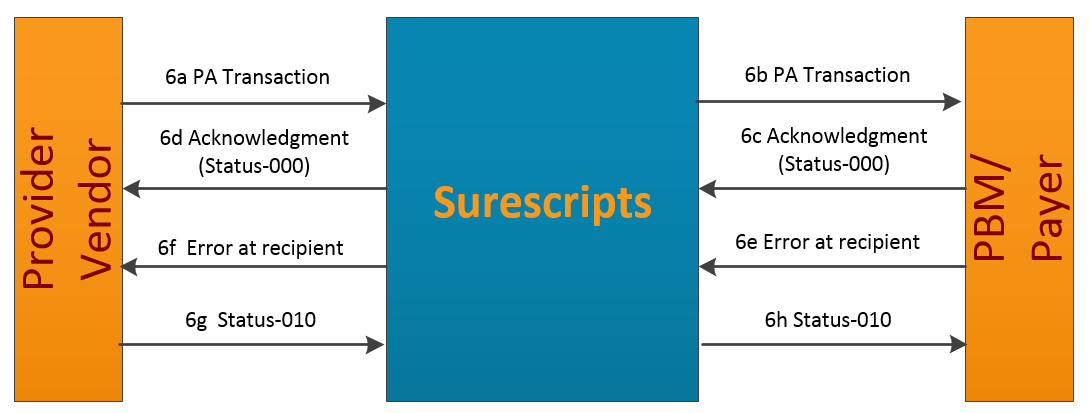 Provider
Vendor
6a PA Transaction
6d Acknowledgment
(Status-000)
6f  Error at recipient
6g  Status-010
Surescripts
6b PA Transaction
6c Acknowledgment
(Status-000)
6e Error at recipient
6h Status-010
PBM/
Payer